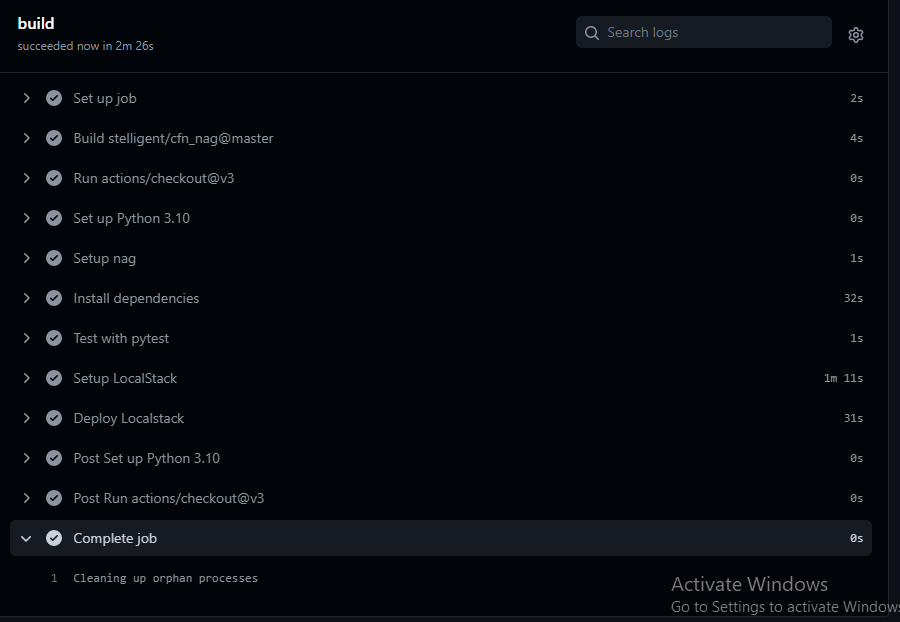 build
succeeded now in 2m 26s
Search logs
Set up job 2s
Build stelligent/cfn_nag@master 4s
Run actions/checkout@v3 0s
Set up Python 3.10 0s
Setup nag 1s
Install dependencies 32s
Test with pytest 1s
Setup LocalStack 1m 11s
Deploy Localstack 31s
Post Set up Python 3.10 0s
Post Run actions/checkout@v3 0s
Complete job 0s
1 Cleaning up orphan processes
Activate Windows
Go to Settings to activate Windows